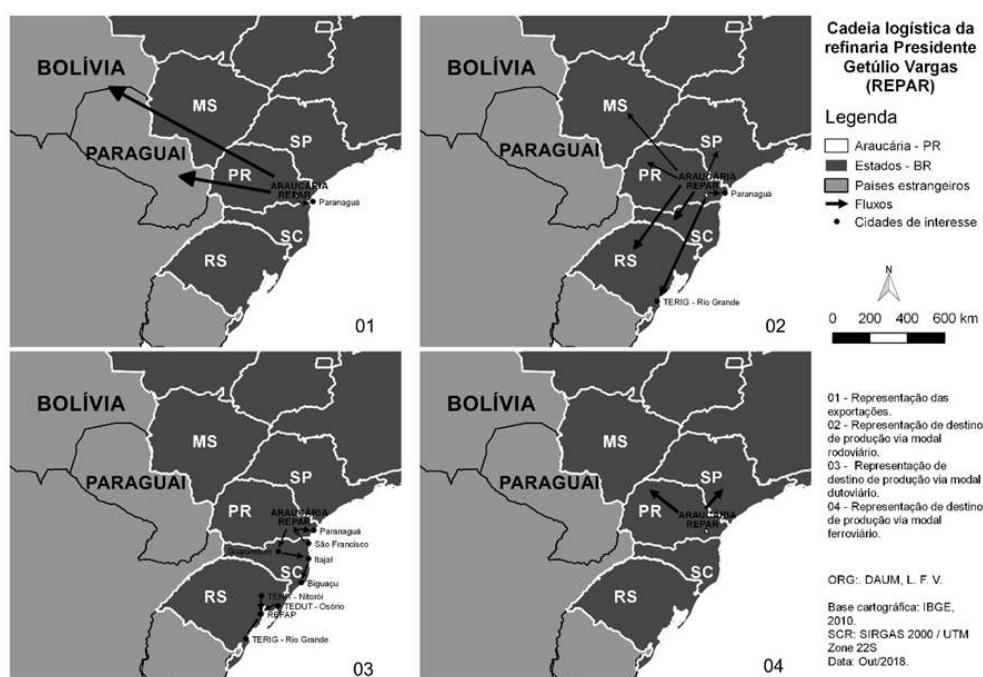 BOLÍVIA
MS
SP
PARAGUAI
PR
ARAUCÁRIA
REPAR
Paranaguá
SC
RS
01
BOLÍVIA
MS
SP
PARAGUAI
PR
ARAUCÁRIA
REPAR
Paranaguá
SC
RS
TERIG - Rio Grande
02
BOLÍVIA
MS
SP
PARAGUAI
PR
ARAUCÁRIA
REPAR
Paranaguá
São Francisco
Itajaí
SC
Biguaçu
RS
- Nitorói
TEDUT - Osório
REFAP
TERIG - Rio Grande
03
BOLÍVIA
MS
SP
PARAGUAI
PR
ARAUCÁRIA
REPAR
SC
RS
04
Cadeia logística da
refinaria Presidente
Getúlio Vargas
(REPAR)
Legenda
Araucária - PR
Estados - BR
Países estrangeiros
Fluxos
Cidades de interesse
N
0 200 400 600 km
01 - Representação das
exportações.
02 - Representação de destino
de produção via modal
rodoviário.
03 - Representação de
destino de produção via modal
dutoviário.
04 - Representação de destino
de produção via modal
ferroviário.
ORG:. DAUM, L. F. V.
Base cartográfica: IBGE,
2010.
SCR: SIRGAS 2000 / UTM
Zone 22S
Data: Out/2018.